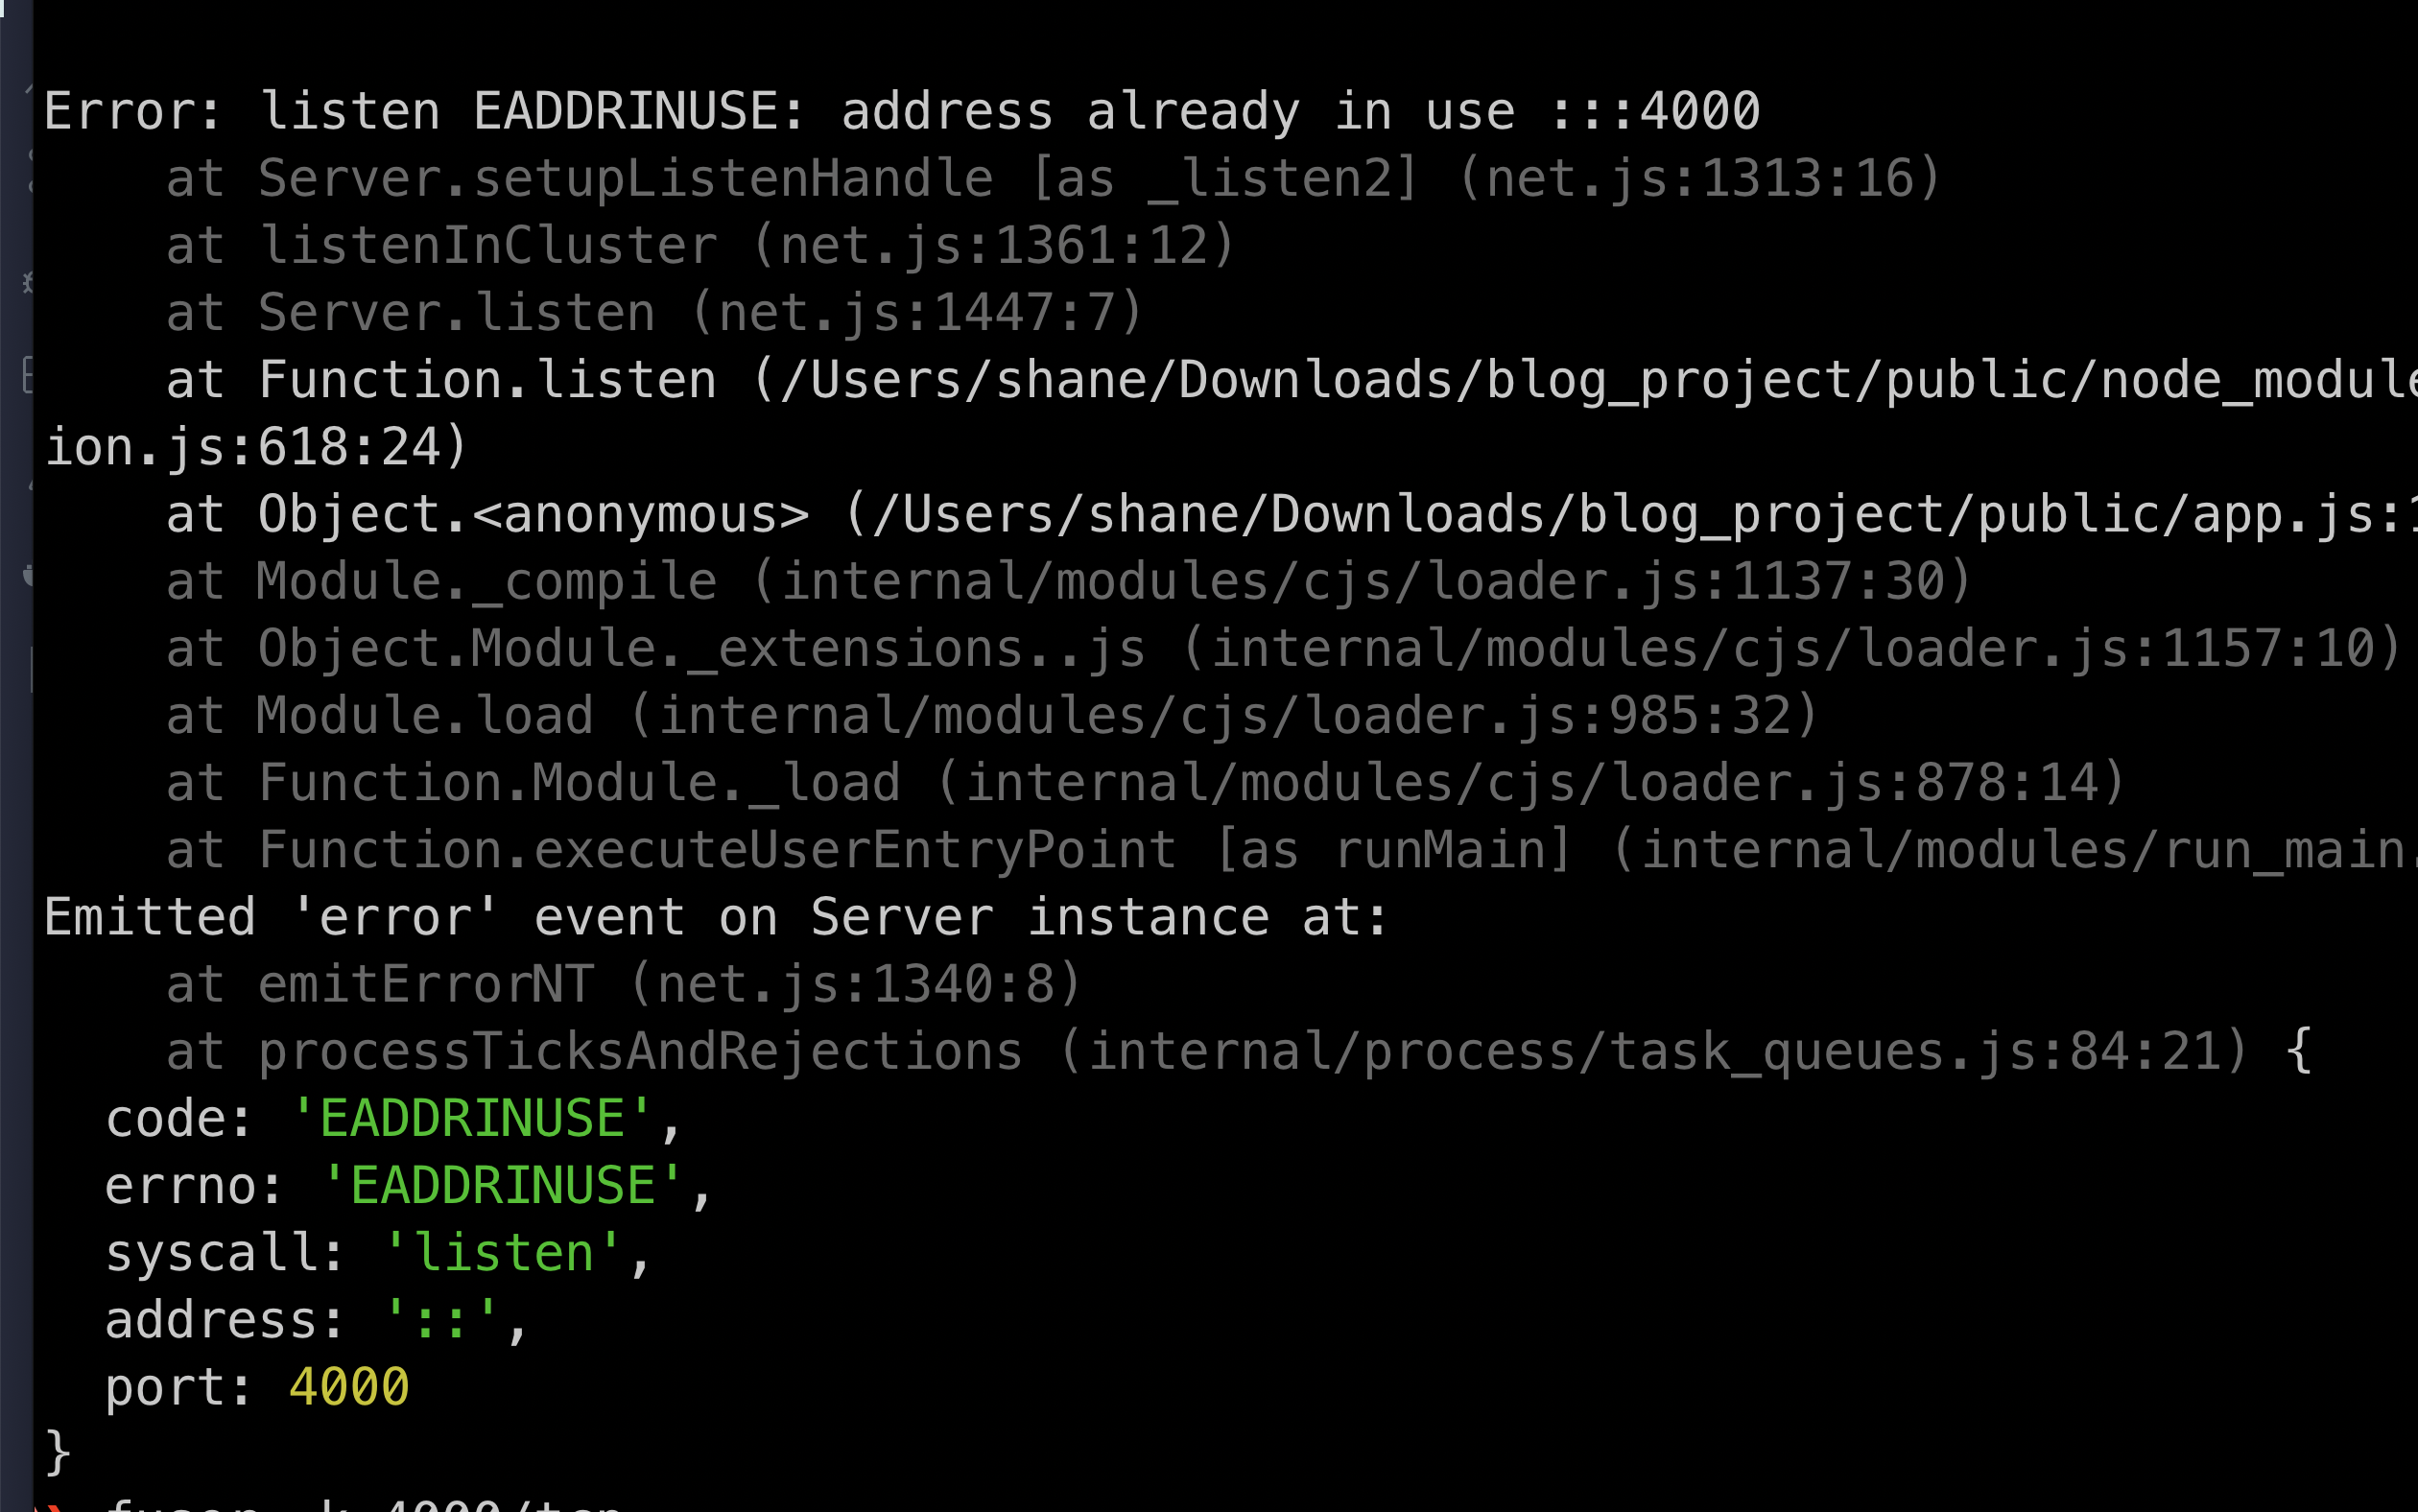 Error: listen EADDRINUSE: address already in use :::4000
    at Server.setupListenHandle [as _listen2] (net.js:1313:16)
    at listenInCluster (net.js:1361:12)
    at Server.listen (net.js:1447:7)
    at Function.listen (/Users/shane/Downloads/blog_project/public/node_module
ion.js:618:24)
    at Object.<anonymous> (/Users/shane/Downloads/blog_project/public/app.js:1
    at Module._compile (internal/modules/cjs/loader.js:1137:30)
    at Object.Module._extensions..js (internal/modules/cjs/loader.js:1157:10)
    at Module.load (internal/modules/cjs/loader.js:985:32)
    at Function.Module._load (internal/modules/cjs/loader.js:878:14)
    at Function.executeUserEntryPoint [as runMain] (internal/modules/run_main.
Emitted 'error' event on Server instance at:
    at emitErrorNT (net.js:1340:8)
    at processTicksAndRejections (internal/process/task_queues.js:84:21) {
  code: 'EADDRINUSE',
  errno: 'EADDRINUSE',
  syscall: 'listen',
  address: '::',
  port: 4000
}